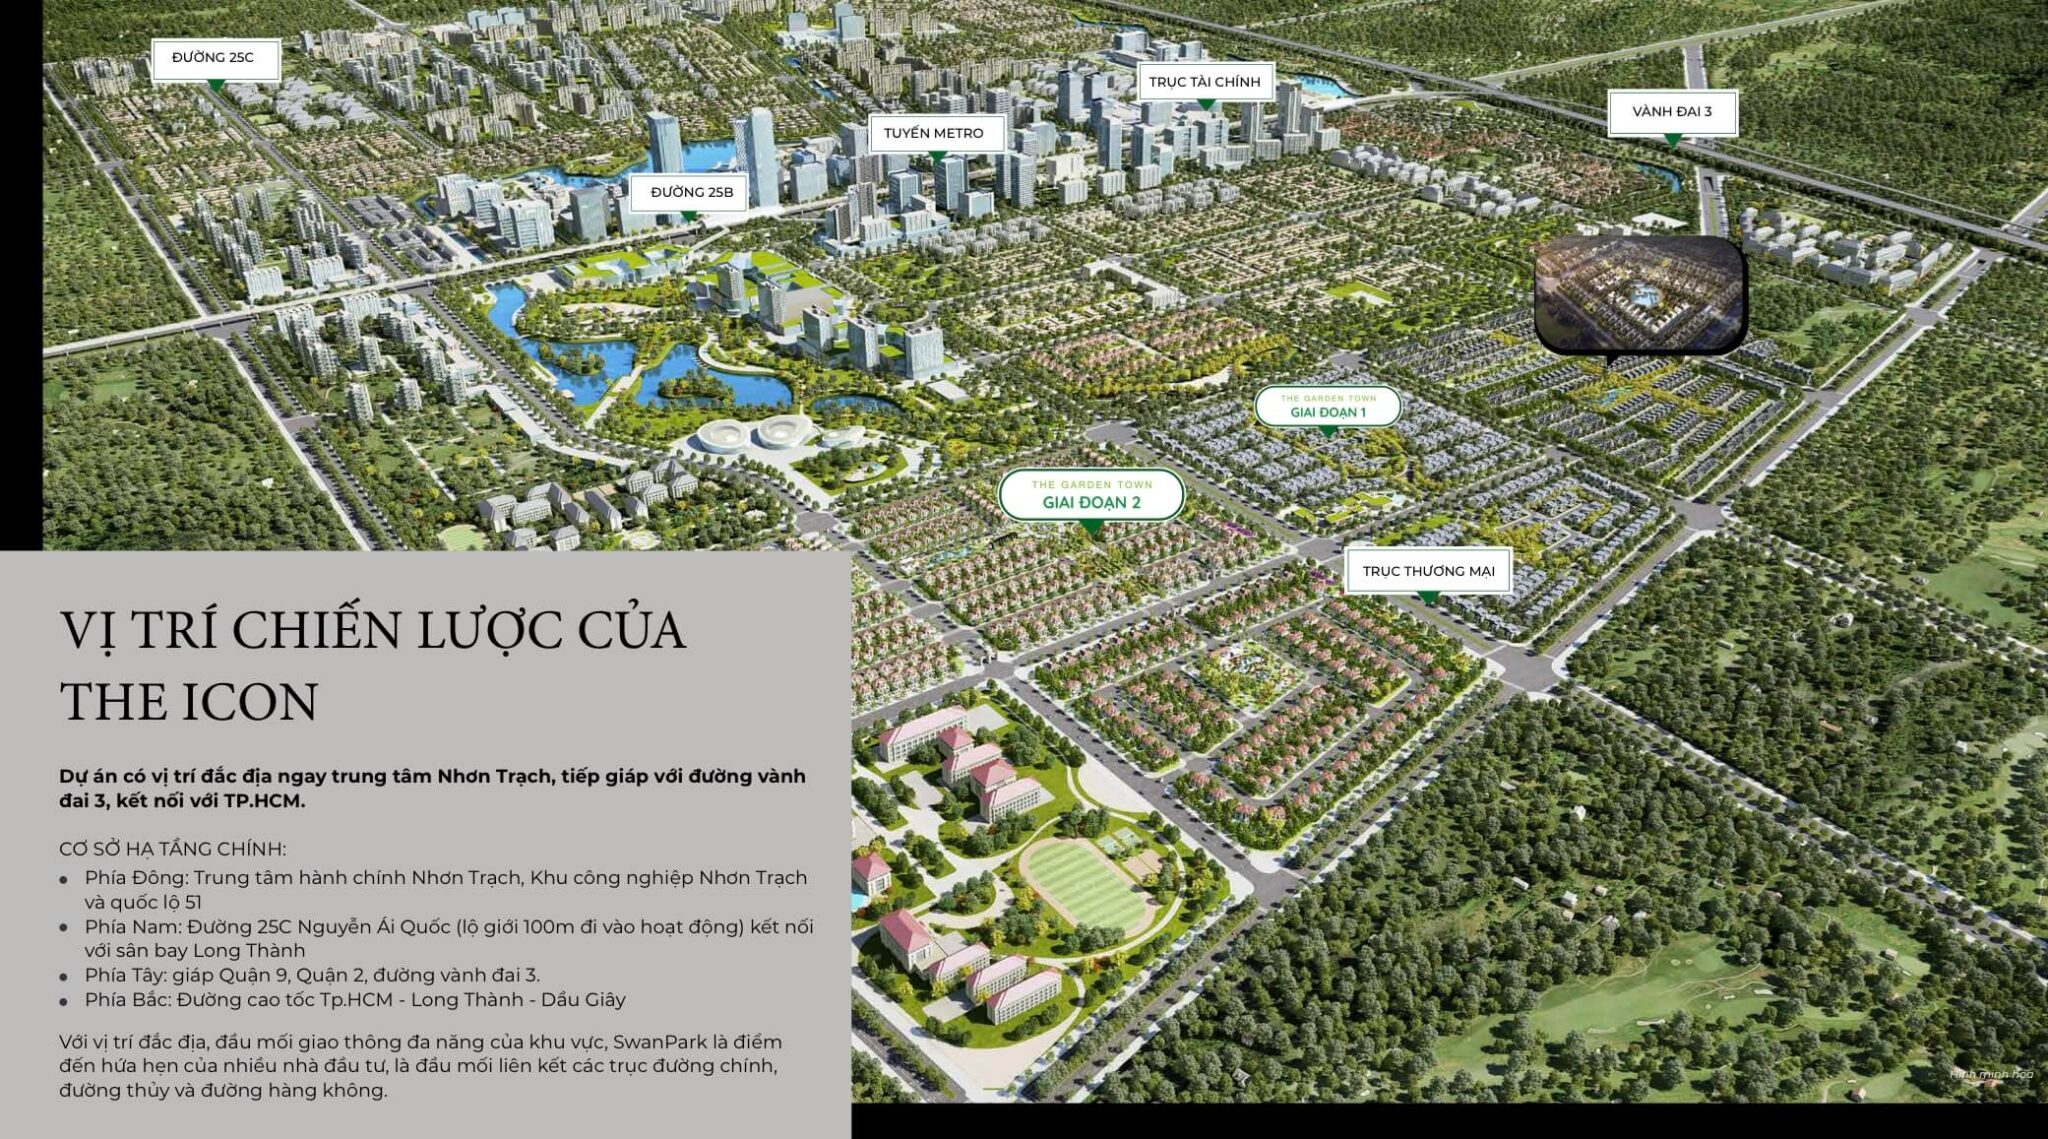 ĐƯỜNG 25C
TRỤC TÀI CHÍNH
VÀNH ĐAI 3
TUYẾN METRO
ĐƯỜNG 25B
THE GARDEN TOWN
GIAI ĐOẠN 1
THE GARDEN TOWN
GIAI ĐOẠN 2
TRỤC THƯƠNG MẠI
VỊ TRÍ CHIẾN LƯỢC CỦA
THE ICON
Dự án có vị trí đắc địa ngay trung tâm Nhơn Trạch, tiếp giáp với đường vành
đai 3, kết nối với TP.HCM.
CƠ SỞ HẠ TẦNG CHÍNH:
• Phía Đông: Trung tâm hành chính Nhơn Trạch, Khu công nghiệp Nhơn Trạch
và quốc lộ 51
• Phía Nam: Đường 25C Nguyễn Ái Quốc (lộ giới 100m đi vào hoạt động) kết nối
với sân bay Long Thành
• Phía Tây: giáp Quận 9, Quận 2, đường vành đai 3.
• Phía Bắc: Đường cao tốc Tp.HCM - Long Thành - Dầu Giây
Với vị trí đắc địa, đầu mối giao thông đa năng của khu vực, SwanPark là điểm
đến hứa hẹn của nhiều nhà đầu tư, là đầu mối liên kết các trục đường chính,
đường thủy và đường hàng không.
Hình minh họa